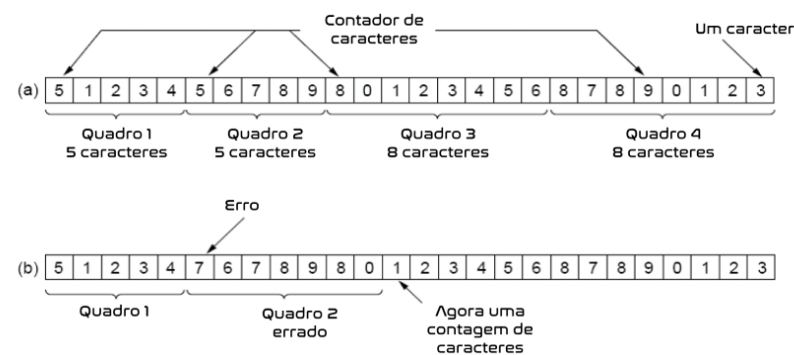 Contador de
caracteres
Um caracter
(a) 5 1 2 3 4 5 6 7 8 9 8 0 1 2 3 4 5 6 8 7 8 9 0 1 2 3
Quadro 1
5 caracteres
Quadro 2
5 caracteres
Quadro 3
8 caracteres
Quadro 4
8 caracteres
Erro
(b) 5 1 2 3 4 7 6 7 8 9 8 0 1 2 3 4 5 6 8 7 8 9 0 1 2 3
Quadro 1
Quadro 2
errado
Agora uma
contagem de
caracteres